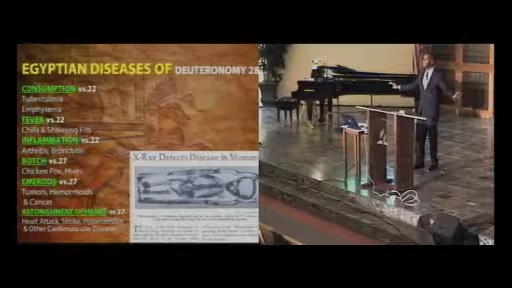 EGYPTIAN DISEASES OF DEUTERONOMY 28
CONSUMPTION vs.22
Tuberculosis
Emphysema
FEVER vs.22
Chills & Shivering Fits
INFLAMMATION vs.22
Arthritis, Bronchitis
BOTCH vs.27
Chicken Pox, Hives
EMERODS vs.27
Tumors, Hemorrhoids
& Cancer
ASTONISHMENT OF HEART vs.27
Heart Attack, Stroke, Hypertension
& Other Cardiovascular Diseases
X-Ray Detects Disease in Mummy